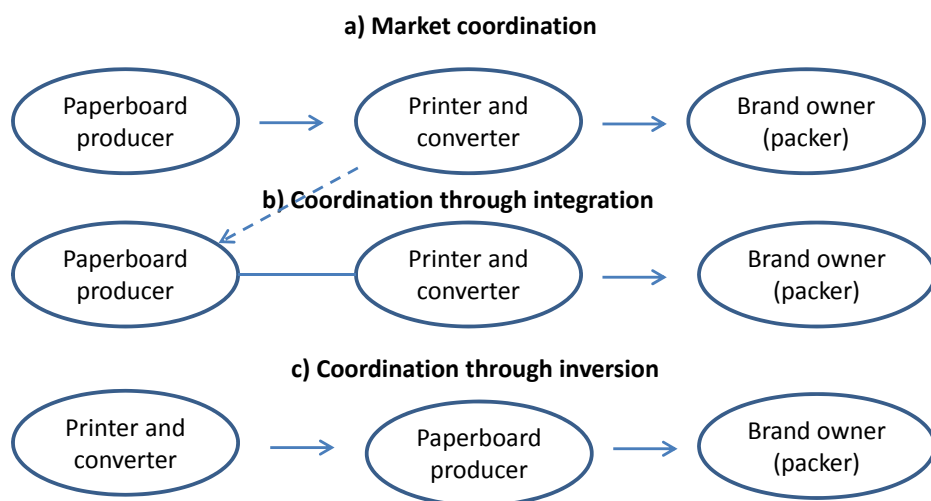 a) Market coordination
Paperboard
producer
Printer and
converter
Brand owner
(packer)
b) Coordination through integration
Paperboard
producer
Printer and
converter
Brand owner
(packer)
c) Coordination through inversion
Printer and
converter
Paperboard
producer
Brand owner
(packer)